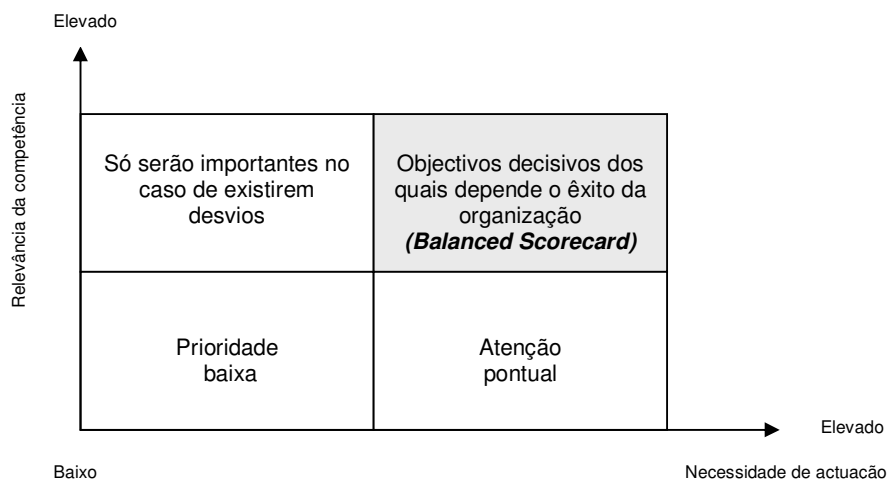 Elevado
Relevância da competência
Só serão importantes no
caso de existirem
desvios
Objectivos decisivos dos
quais depende o êxito da
organização
(Balanced Scorecard)
Prioridade
baixa
Atenção
pontual
Elevado
Baixo
Necessidade de actuação